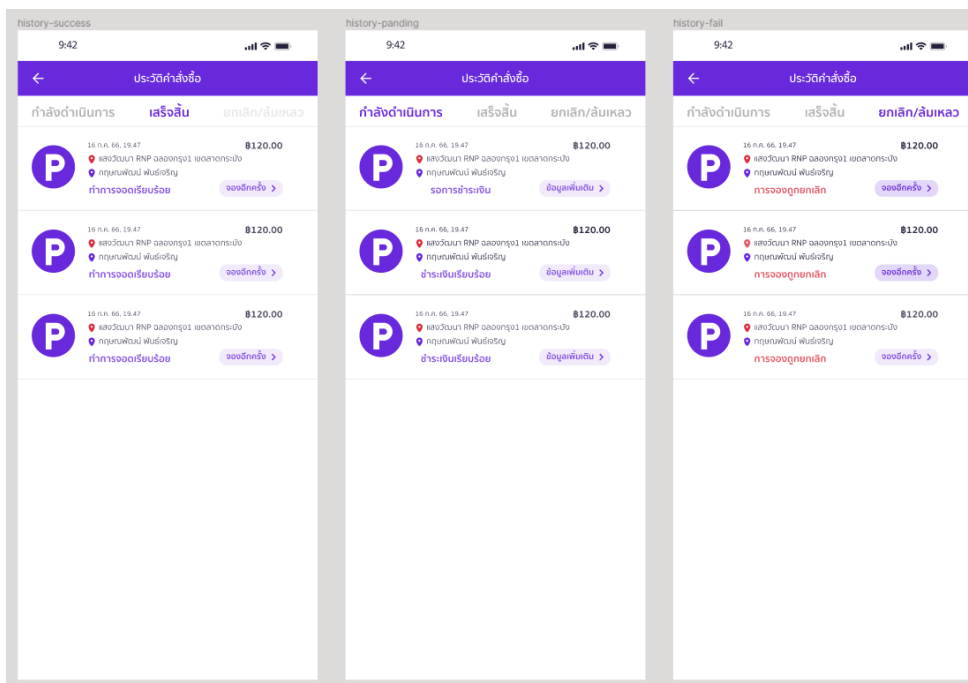 history-success
9:42
ประวัติคำสั่งซื้อ
กำลังดำเนินการ เสร็จสิ้น ยกเลิก/ล้มเหลว
P
16 ก.ค. 66, 19.47 ฿120.00
แสงวัฒนา RNP ฉลองกรุง1 เขตลาดกระบัง
กฤษณพัฒน์ พันธ์เจริญ
ทำการจอดเรียบร้อย จองอีกครั้ง >
P
16 ก.ค. 66, 19.47 ฿120.00
แสงวัฒนา RNP ฉลองกรุง1 เขตลาดกระบัง
กฤษณพัฒน์ พันธ์เจริญ
ทำการจอดเรียบร้อย จองอีกครั้ง >
P
16 ก.ค. 66, 19.47 ฿120.00
แสงวัฒนา RNP ฉลองกรุง1 เขตลาดกระบัง
กฤษณพัฒน์ พันธ์เจริญ
ทำการจอดเรียบร้อย จองอีกครั้ง >
history-panding
9:42
ประวัติคำสั่งซื้อ
กำลังดำเนินการ เสร็จสิ้น ยกเลิก/ล้มเหลว
P
16 ก.ค. 66, 19.47 ฿120.00
แสงวัฒนา RNP ฉลองกรุง1 เขตลาดกระบัง
กฤษณพัฒน์ พันธ์เจริญ
รอการชำระเงิน ข้อมูลเพิ่มเติม >
P
16 ก.ค. 66, 19.47 ฿120.00
แสงวัฒนา RNP ฉลองกรุง1 เขตลาดกระบัง
กฤษณพัฒน์ พันธ์เจริญ
ชำระเงินเรียบร้อย ข้อมูลเพิ่มเติม >
P
16 ก.ค. 66, 19.47 ฿120.00
แสงวัฒนา RNP ฉลองกรุง1 เขตลาดกระบัง
กฤษณพัฒน์ พันธ์เจริญ
ชำระเงินเรียบร้อย ข้อมูลเพิ่มเติม >
history-fail
9:42
ประวัติคำสั่งซื้อ
กำลังดำเนินการ เสร็จสิ้น ยกเลิก/ล้มเหลว
P
16 ก.ค. 66, 19.47 ฿120.00
แสงวัฒนา RNP ฉลองกรุง1 เขตลาดกระบัง
กฤษณพัฒน์ พันธ์เจริญ
การจองถูกยกเลิก จองอีกครั้ง >
P
16 ก.ค. 66, 19.47 ฿120.00
แสงวัฒนา RNP ฉลองกรุง1 เขตลาดกระบัง
กฤษณพัฒน์ พันธ์เจริญ
การจองถูกยกเลิก จองอีกครั้ง >
P
16 ก.ค. 66, 19.47 ฿120.00
แสงวัฒนา RNP ฉลองกรุง1 เขตลาดกระบัง
กฤษณพัฒน์ พันธ์เจริญ
การจองถูกยกเลิก จองอีกครั้ง >